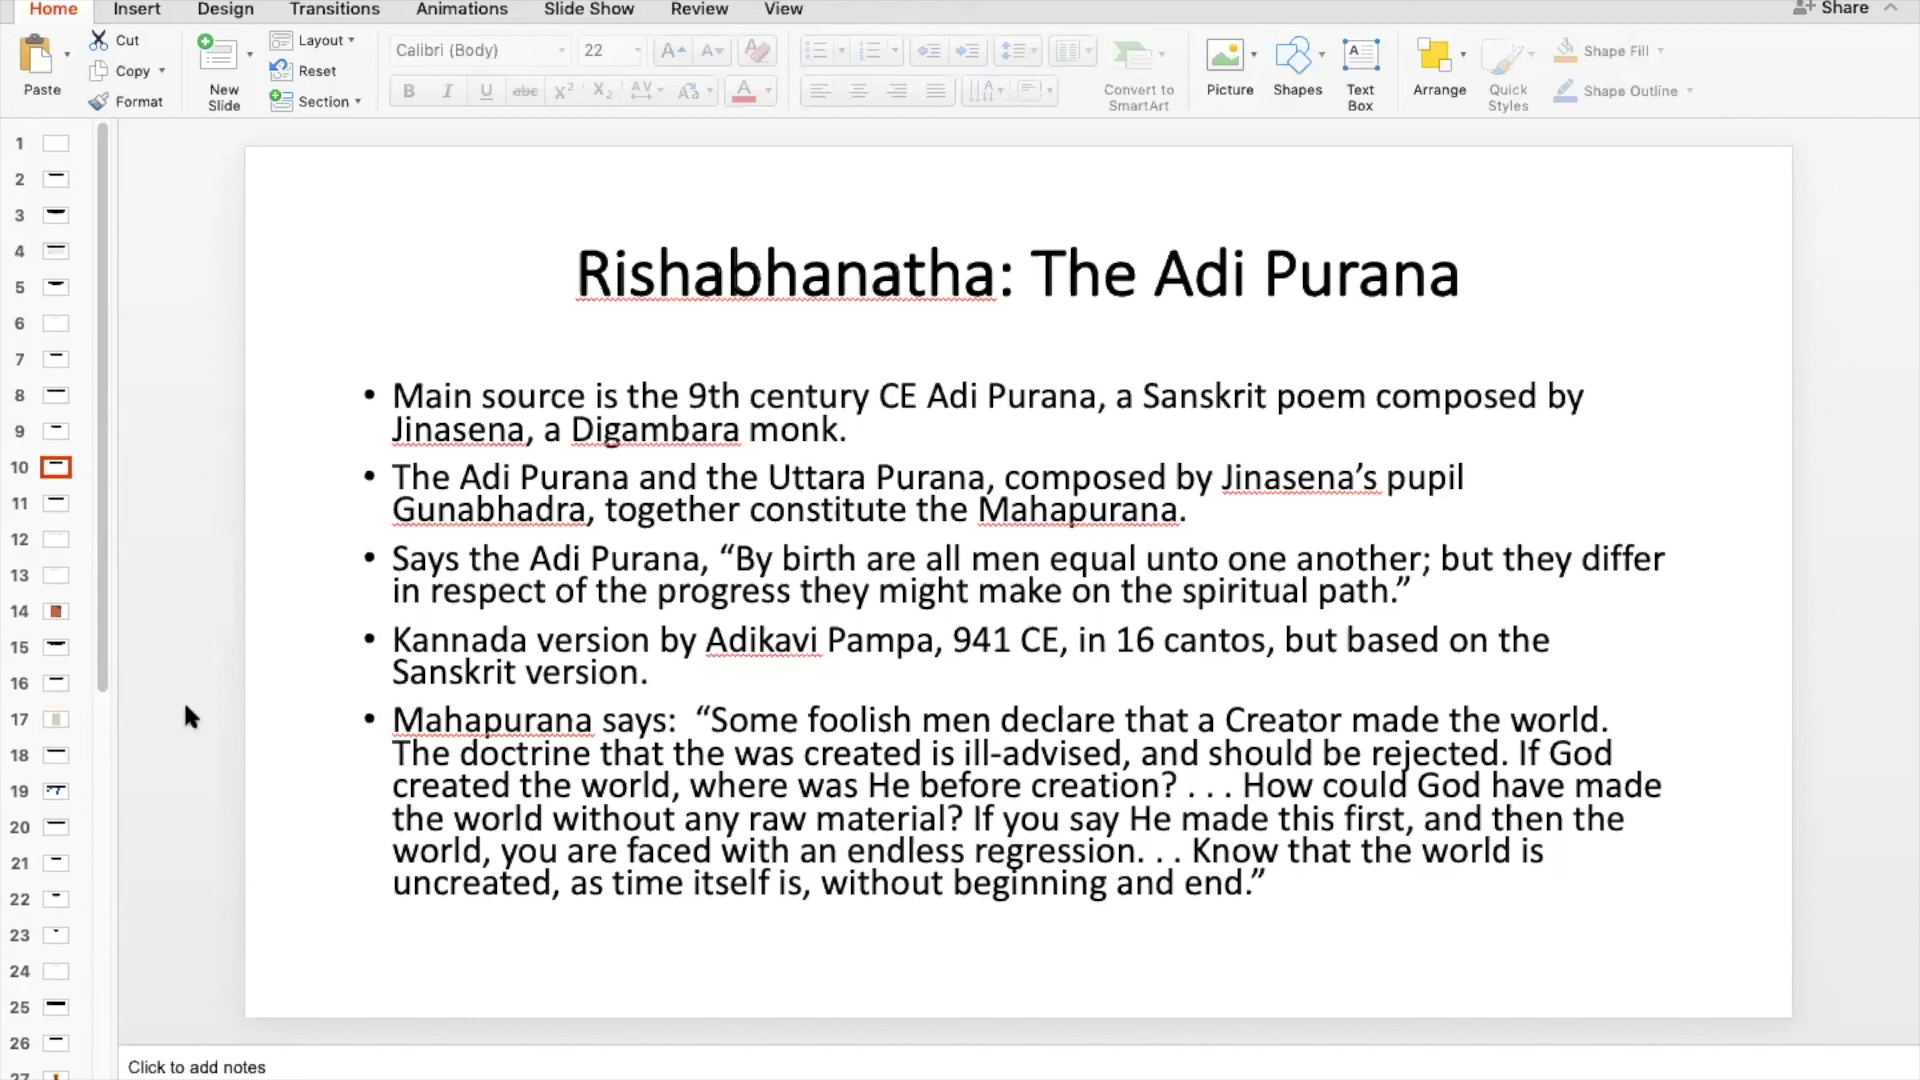 Home Insert Design Transitions Animations Slide Show Review View Share
Paste
Cut
Copy
Format
New
Slide
Layout
Reset
Section
Calibri (Body) 22
Convert to
SmartArt
Picture
Shapes
Text
Box
Arrange
Quick
Styles
Shape Fill
Shape Outline
1
2
3
4
5
6
7
8
9
10
11
12
13
14
15
16
17
18
19
20
21
22
23
24
25
26
27
Rishabhanatha: The Adi Purana
• Main source is the 9th century CE Adi Purana, a Sanskrit poem composed by
Jinasena, a Digambara monk.
• The Adi Purana and the Uttara Purana, composed by Jinasena’s pupil
Gunabhadra, together constitute the Mahapurana.
• Says the Adi Purana, “By birth are all men equal unto one another; but they differ
in respect of the progress they might make on the spiritual path.”
• Kannada version by Adikavi Pampa, 941 CE, in 16 cantos, but based on the
Sanskrit version.
• Mahapurana says:  “Some foolish men declare that a Creator made the world.
The doctrine that the was created is ill-advised, and should be rejected. If God
created the world, where was He before creation? . . . How could God have made
the world without any raw material? If you say He made this first, and then the
world, you are faced with an endless regression. . . Know that the world is
uncreated, as time itself is, without beginning and end.”
Click to add notes